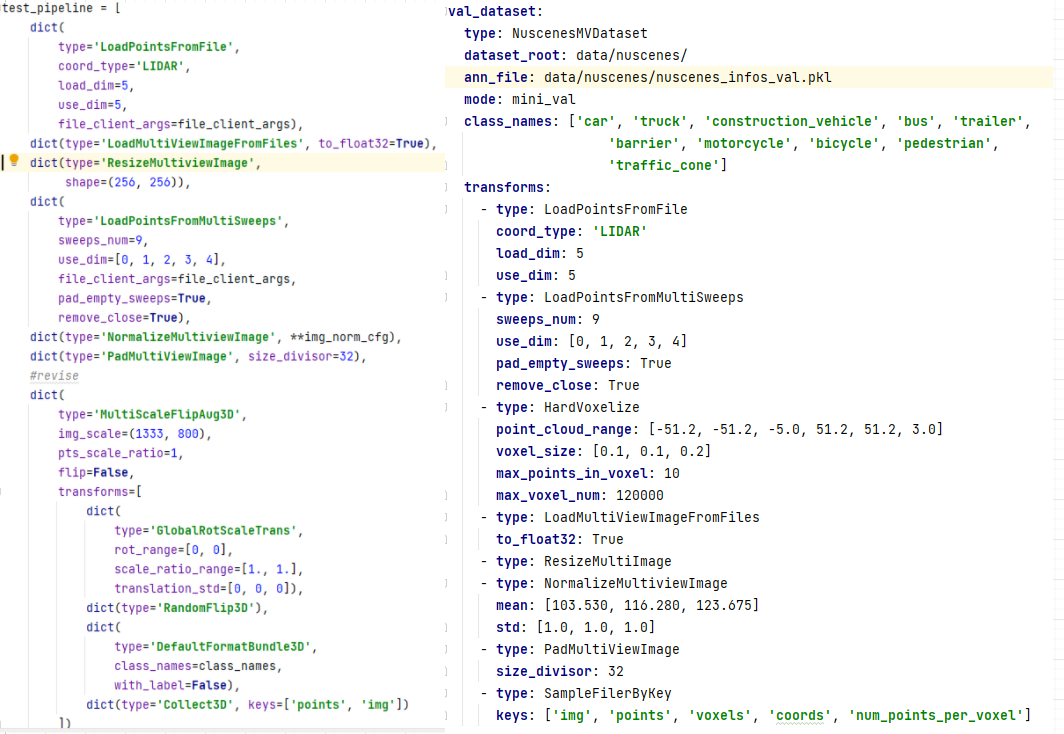 test_pipeline = [
dict(
type='LoadPointsFromFile',
coord_type='LIDAR',
load_dim=5,
use_dim=5,
file_client_args=file_client_args),
dict(type='LoadMultiViewImageFromFiles', to_float32=True),
dict(type='ResizeMultiviewImage',
shape=(256, 256)),
dict(
type='LoadPointsFromMultiSweeps',
sweeps_num=9,
use_dim=[0, 1, 2, 3, 4],
file_client_args=file_client_args,
pad_empty_sweeps=True,
remove_close=True),
dict(type='NormalizeMultiviewImage', **img_norm_cfg),
dict(type='PadMultiViewImage', size_divisor=32),
#revise
dict(
type='MultiScaleFlipAug3D',
img_scale=(1333, 800),
pts_scale_ratio=1,
flip=False,
transforms=[
dict(
type='GlobalRotScaleTrans',
rot_range=[0, 0],
scale_ratio_range=[1., 1.],
translation_std=[0, 0, 0]),
dict(type='RandomFlip3D'),
dict(
type='DefaultFormatBundle3D',
class_names=class_names,
with_label=False),
dict(type='Collect3D', keys=['points', 'img'])
])
val_dataset:
type: NuscenesMVDataset
dataset_root: data/nuscenes/
ann_file: data/nuscenes/nuscenes_infos_val.pkl
mode: mini_val
class_names: ['car', 'truck', 'construction_vehicle', 'bus', 'trailer',
'barrier', 'motorcycle', 'bicycle', 'pedestrian',
'traffic_cone']
transforms:
- type: LoadPointsFromFile
coord_type: 'LIDAR'
load_dim: 5
use_dim: 5
- type: LoadPointsFromMultiSweeps
sweeps_num: 9
use_dim: [0, 1, 2, 3, 4]
pad_empty_sweeps: True
remove_close: True
- type: HardVoxelize
point_cloud_range: [-51.2, -51.2, -5.0, 51.2, 51.2, 3.0]
voxel_size: [0.1, 0.1, 0.2]
max_points_in_voxel: 10
max_voxel_num: 120000
- type: LoadMultiViewImageFromFiles
to_float32: True
- type: ResizeMultiImage
- type: NormalizeMultiviewImage
mean: [103.530, 116.280, 123.675]
std: [1.0, 1.0, 1.0]
- type: PadMultiViewImage
size_divisor: 32
- type: SampleFilerByKey
keys: ['img', 'points', 'voxels', 'coords', 'num_points_per_voxel']